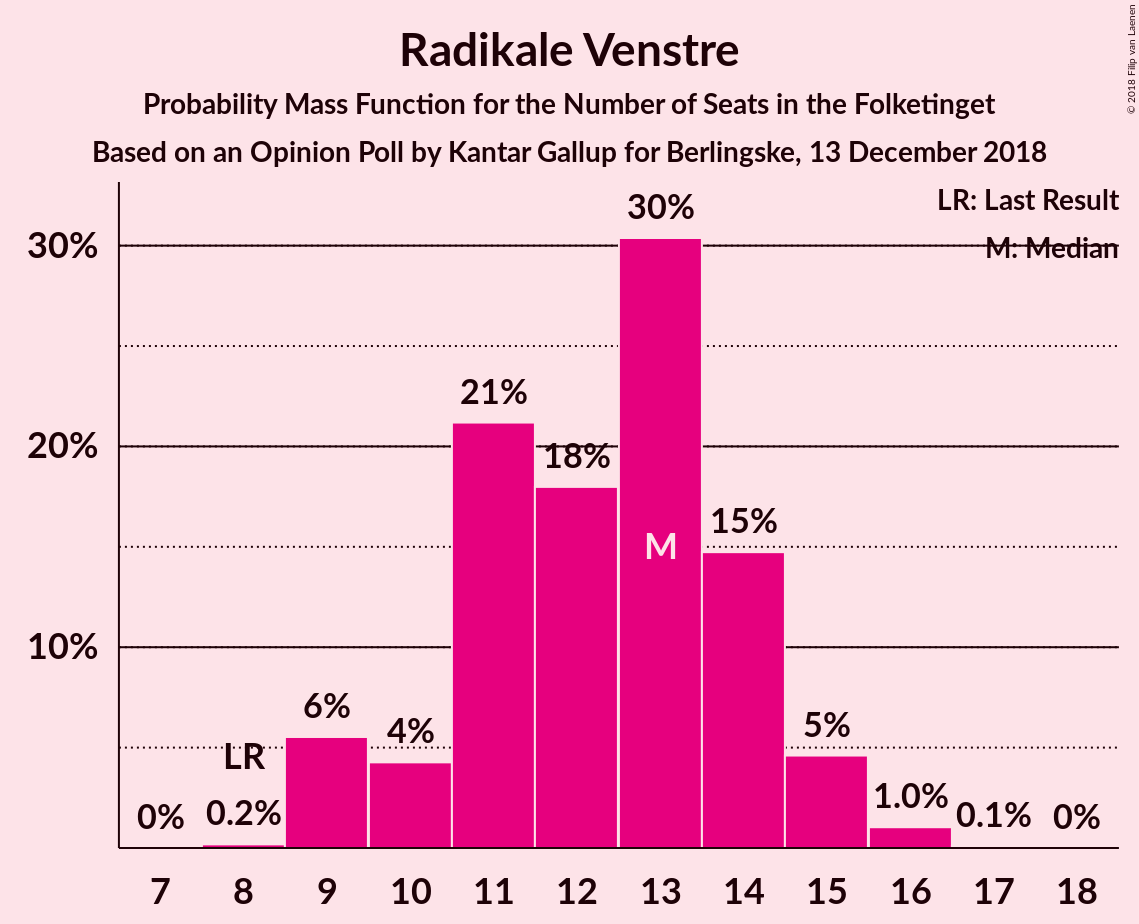 Radikale Venstre
Probability Mass Function for the Number of Seats in the Folketinget
Based on an Opinion Poll by Kantar Gallup for Berlingske, 13 December 2018
© 2018 Filip van Laenen
LR: Last Result
M: Median
30%
20%
10%
0%
LR
0.2%
6%
4%
21%
18%
30%
M
15%
5%
1.0%
0.1%
0%
7 8 9 10 11 12 13 14 15 16 17 18